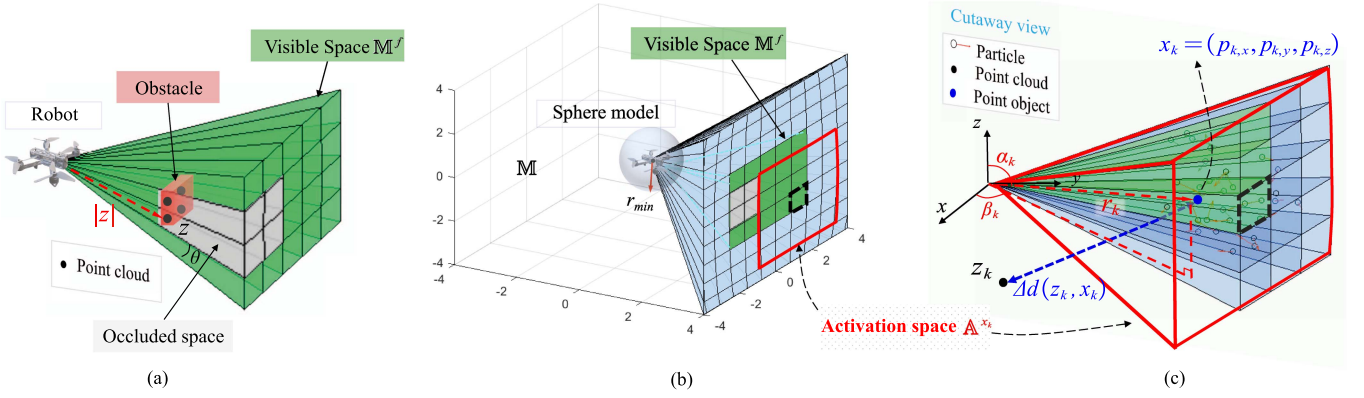 Visible Space 𝕄ᶠ
Obstacle
Robot
|z|
z
θ
Point cloud
Occluded space
(a)
Visible Space 𝕄ᶠ
Sphere model
𝕄
r_min
4
2
0
-2
-4
-4
-2
0
2
4
-4
-2
0
2
4
Activation space 𝔸^{x_k}
(b)
Cutaway view
Particle
Point cloud
Point object
x_k = (p_{k,x}, p_{k,y}, p_{k,z})
z
α_k
y
x
β_k
r_k
z_k
Δd(z_k, x_k)
(c)